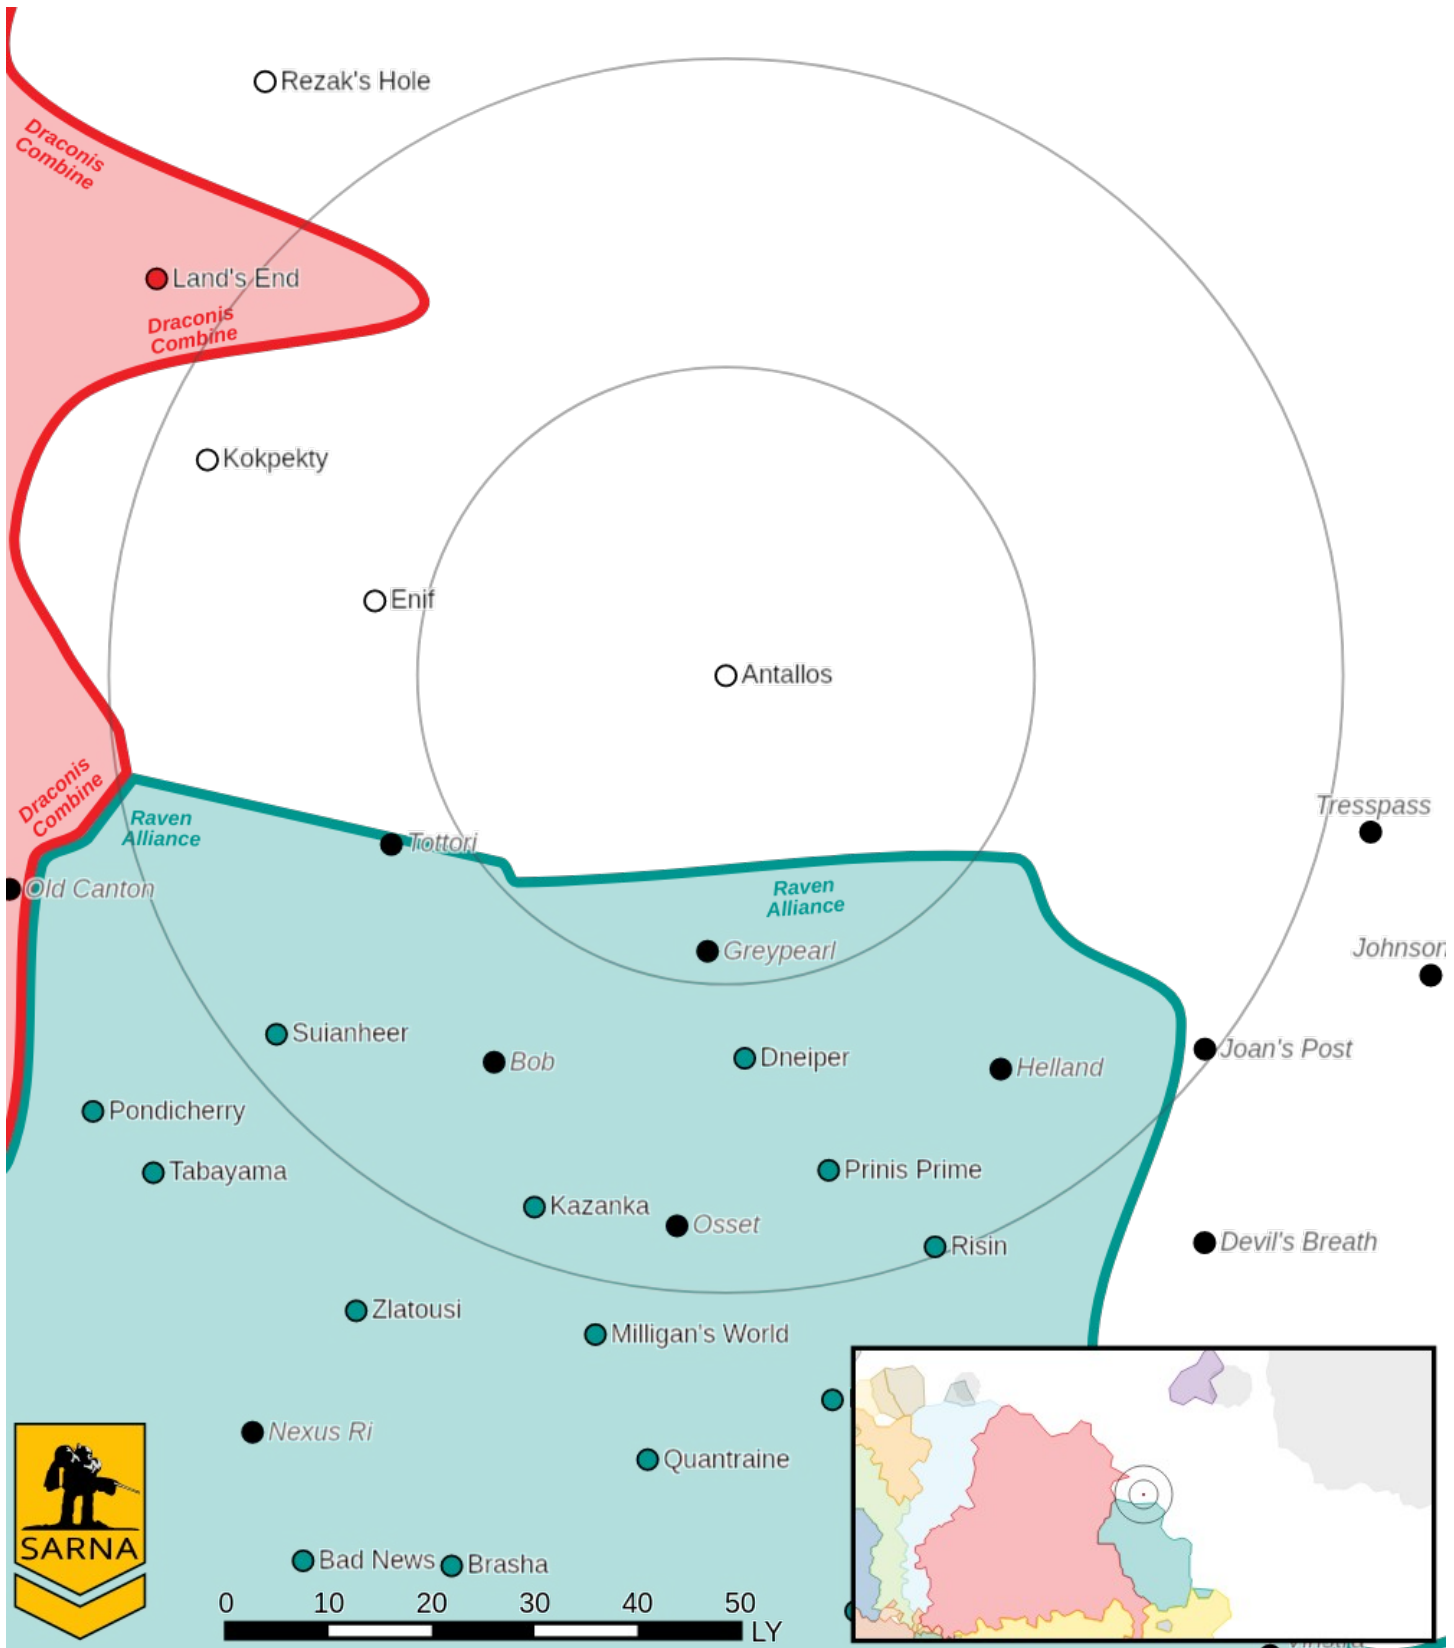 Rezak's Hole
Draconis
Combine
Land's End
Draconis
Combine
Kokpekty
Enif
Antallos
Draconis
Combine
Tresspass
Raven
Alliance
Tottori
Old Canton
Raven
Alliance
Greypearl
Johnson
Suianheer
Bob
Dneiper
Helland
Joan's Post
Pondicherry
Tabayama
Prinis Prime
Kazanka
Osset
Risin
Devil's Breath
Zlatousi
Milligan's World
Nexus Ri
Quantraine
SARNA
Bad News
Brasha
0 10 20 30 40 50
LY